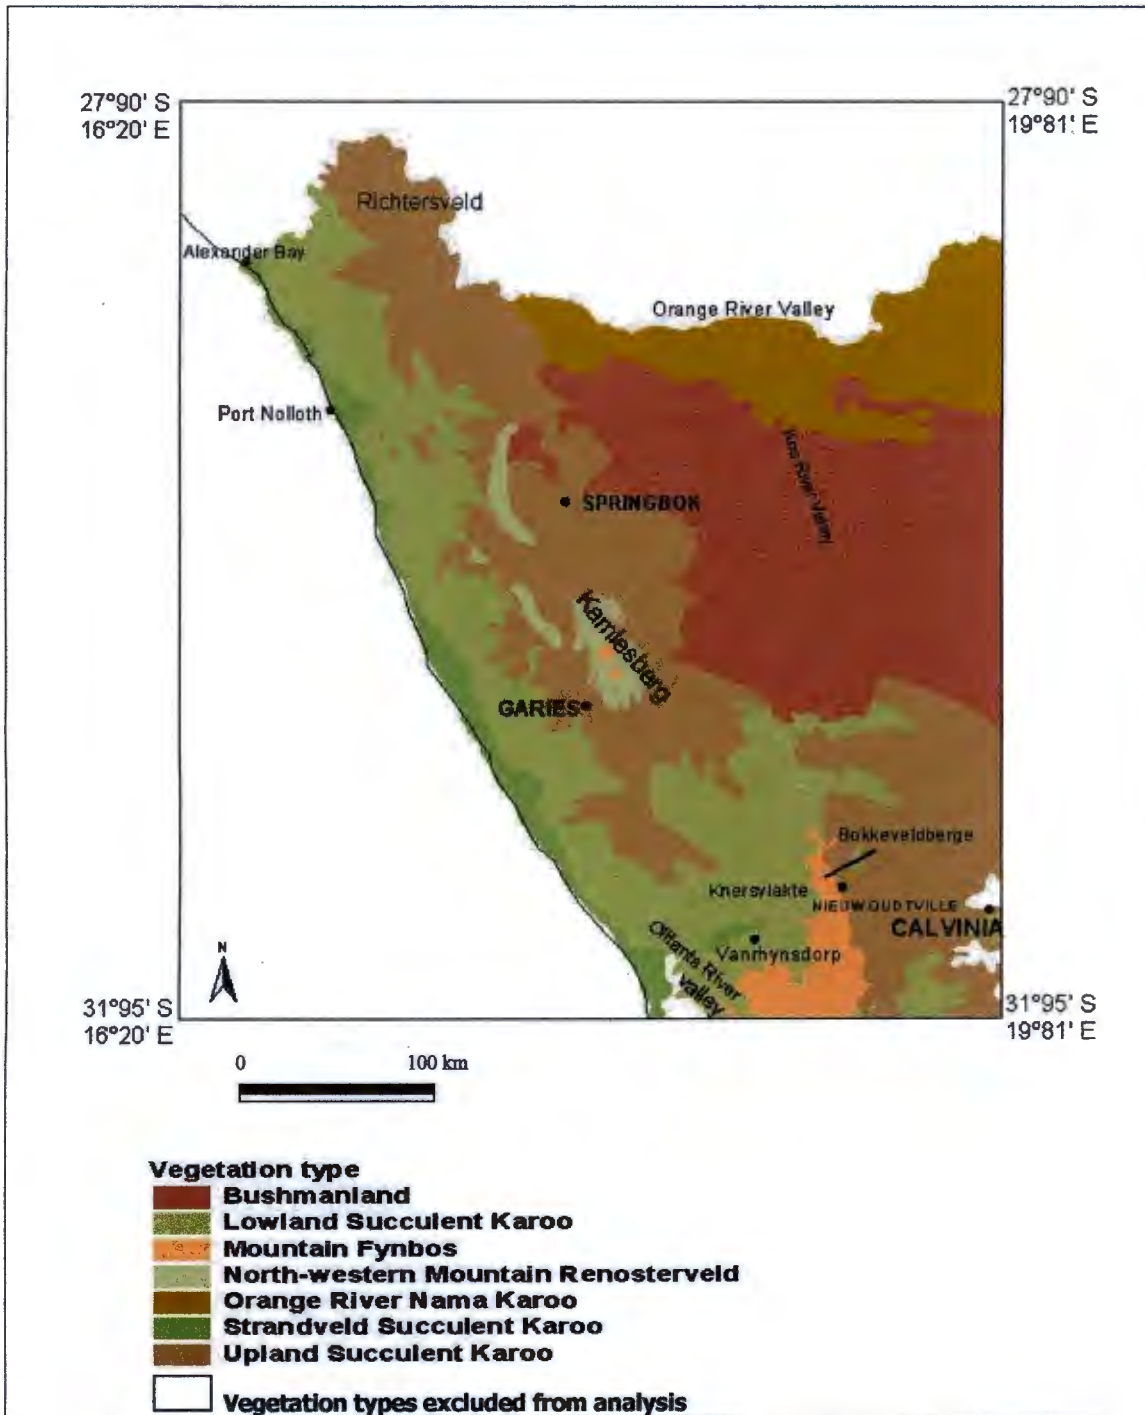 27°90' S
16°20' E
27°90' S
19°81' E
Richtersveld
Alexander Bay
Orange River Valley
Port Nolloth
River Valley
SPRINGBOK
Kamiesberg
GARIES
Bokkeveldberge
Knersvlakte
NIEUWOUDTVILLE
CALVINIA
Vanrhynsdorp
Olifants River
valley
N
31°95' S
16°20' E
31°95' S
19°81' E
0 100 km
Vegetation type
Bushmanland
Lowland Succulent Karoo
Mountain Fynbos
North-western Mountain Renosterveld
Orange River Nama Karoo
Strandveld Succulent Karoo
Upland Succulent Karoo
Vegetation types excluded from analysis